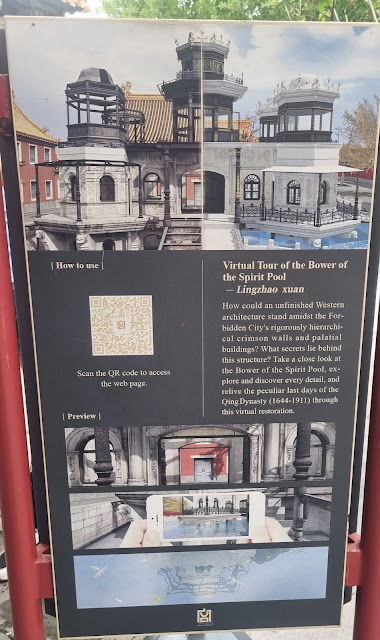 [ How to use ]
Scan the QR code to access
the web page.
Virtual Tour of the Bower of
the Spirit Pool
— Lingzhao xuan
How could an unfinished Western
architecture stand amidst the For-
bidden City's rigorously hierarchi-
cal crimson walls and palatial
buildings? What secrets lie behind
this structure? Take a close look at
the Bower of the Spirit Pool, ex-
plore and discover every detail, and
relive the peculiar last days of the
Qing Dynasty (1644-1911) through
this virtual restoration.
[ Preview ]